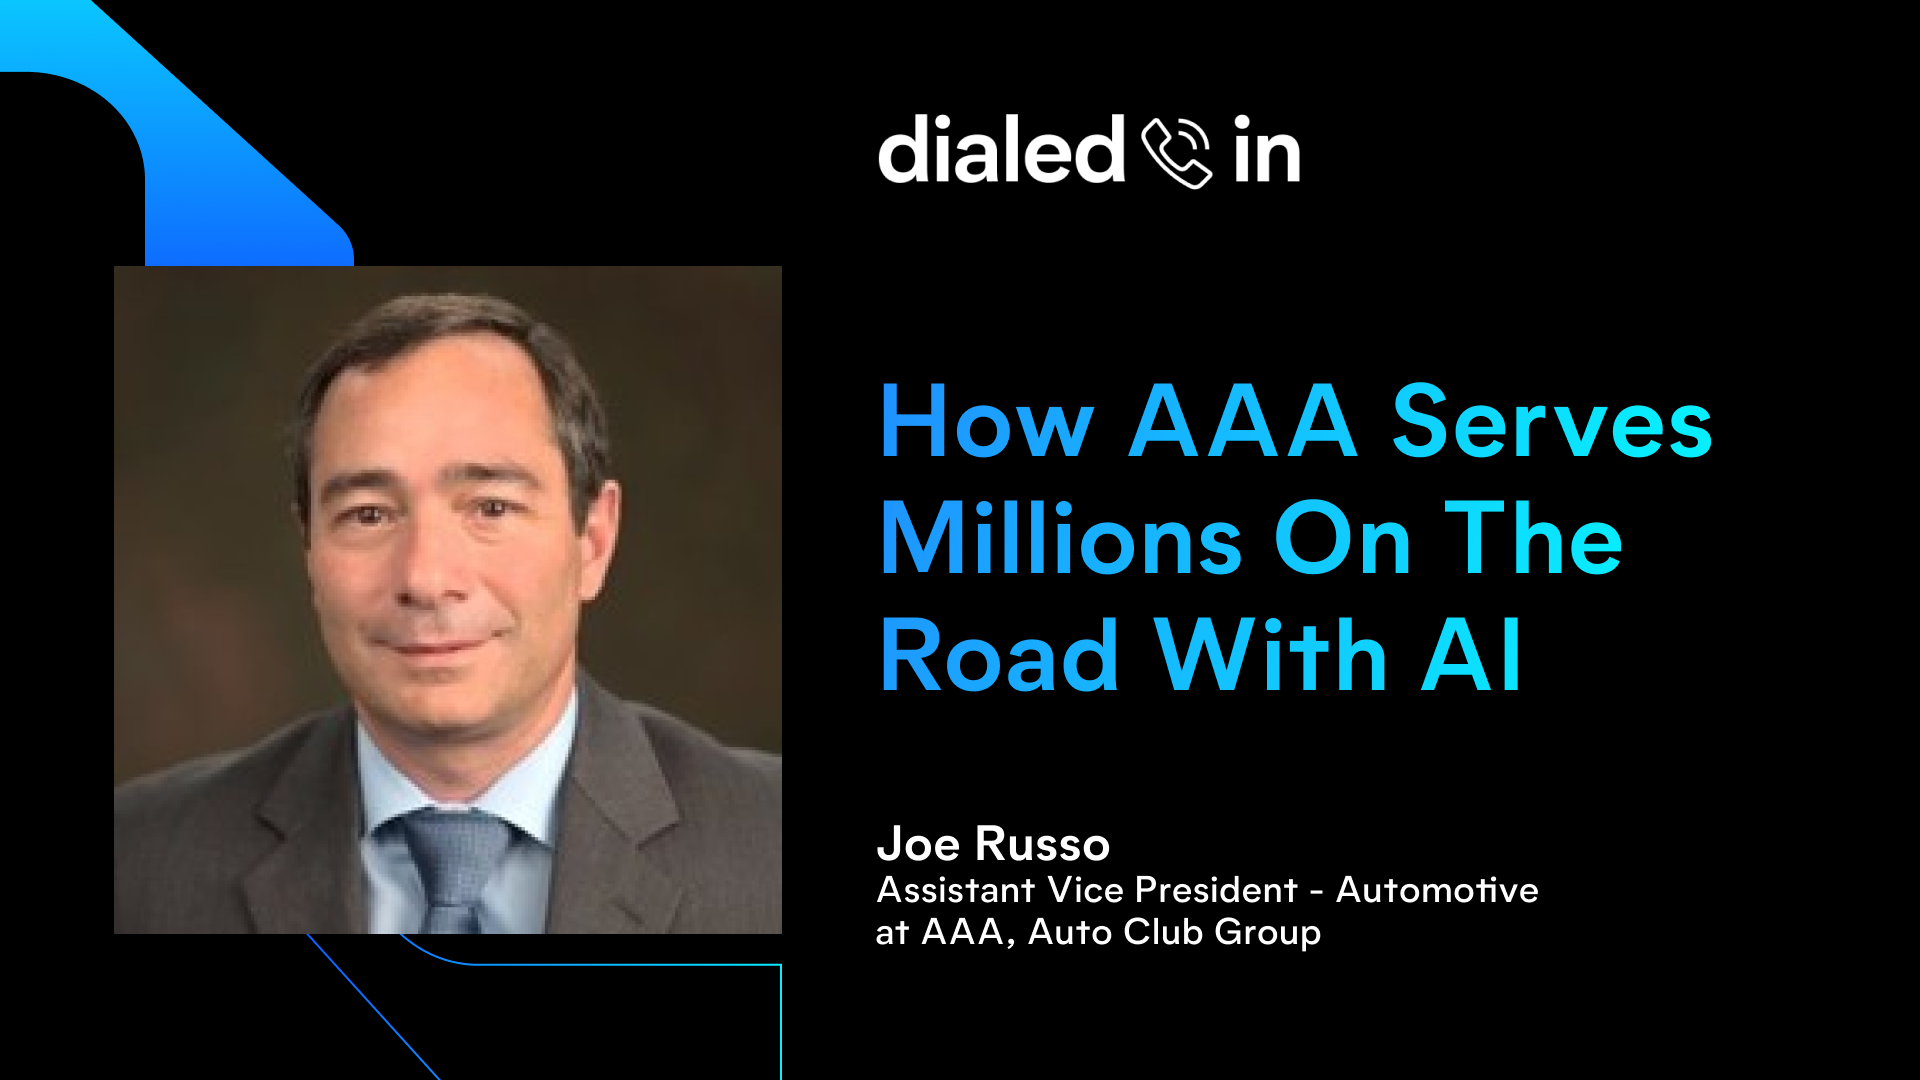 dialed in
How AAA Serves
Millions On The
Road With AI
Joe Russo
Assistant Vice President - Automotive
at AAA, Auto Club Group